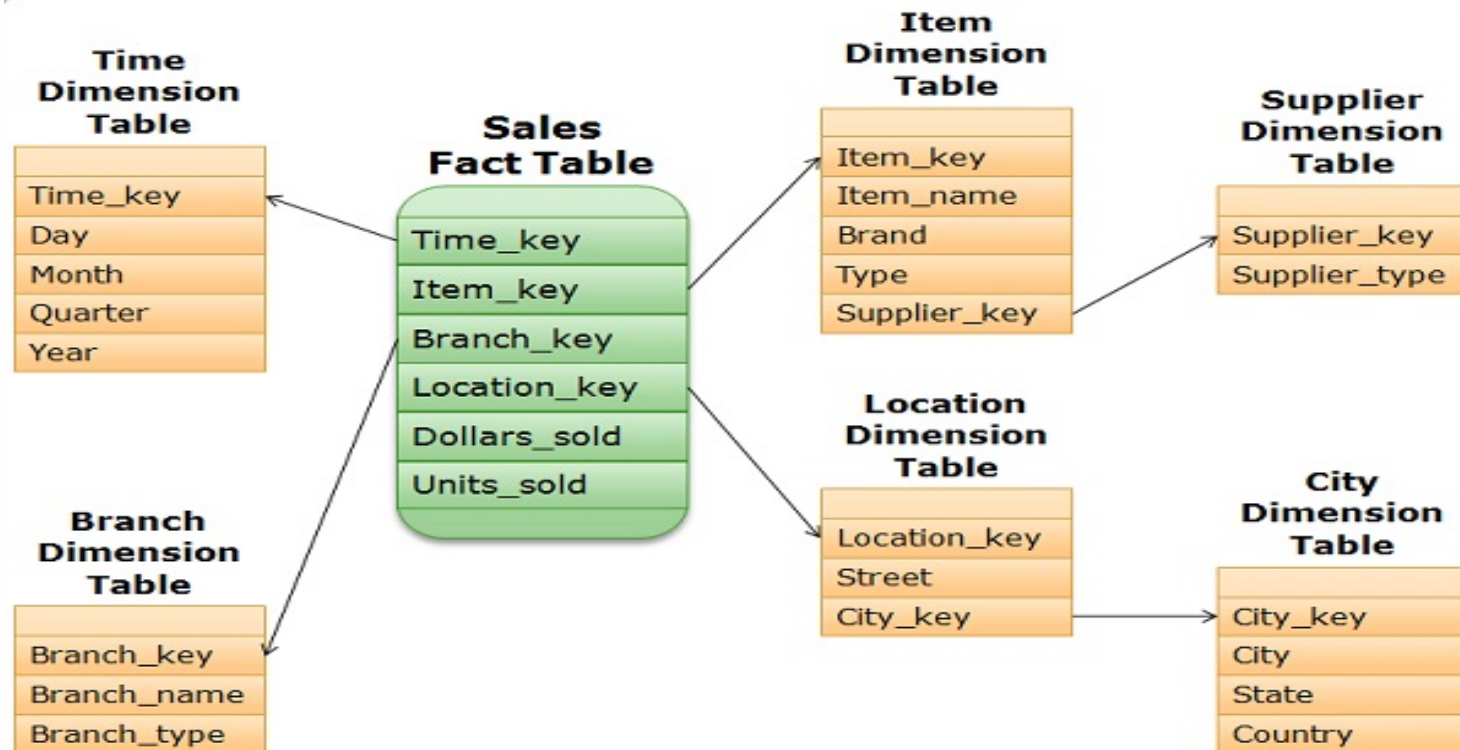 Time
Dimension
Table
Time_key
Day
Month
Quarter
Year
Branch
Dimension
Table
Branch_key
Branch_name
Branch_type
Sales
Fact Table
Time_key
Item_key
Branch_key
Location_key
Dollars_sold
Units_sold
Item
Dimension
Table
Item_key
Item_name
Brand
Type
Supplier_key
Location
Dimension
Table
Location_key
Street
City_key
Supplier
Dimension
Table
Supplier_key
Supplier_type
City
Dimension
Table
City_key
City
State
Country